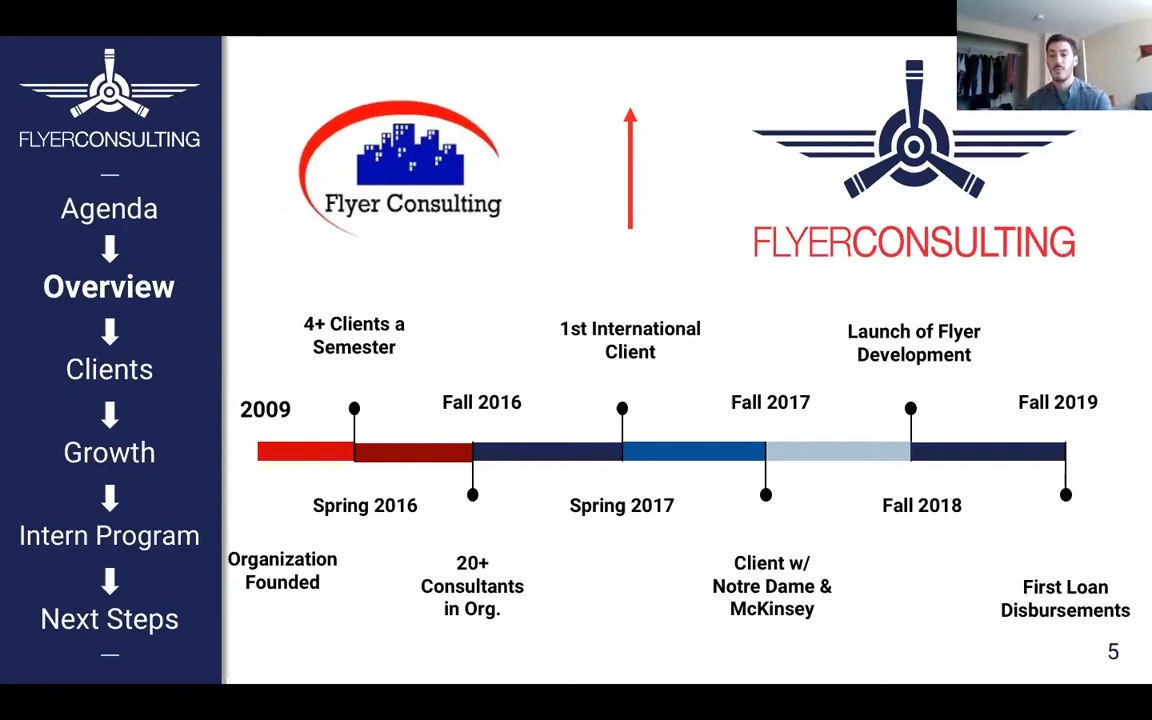 FLYERCONSULTING
Agenda
Overview
Clients
Growth
Intern Program
Next Steps
Flyer Consulting
FLYERCONSULTING
4+ Clients a
Semester
1st International
Client
Launch of Flyer
Development
2009
Fall 2016
Fall 2017
Fall 2019
Spring 2016
Spring 2017
Fall 2018
Organization
Founded
20+
Consultants
in Org.
Client w/
Notre Dame &
McKinsey
First Loan
Disbursements
5